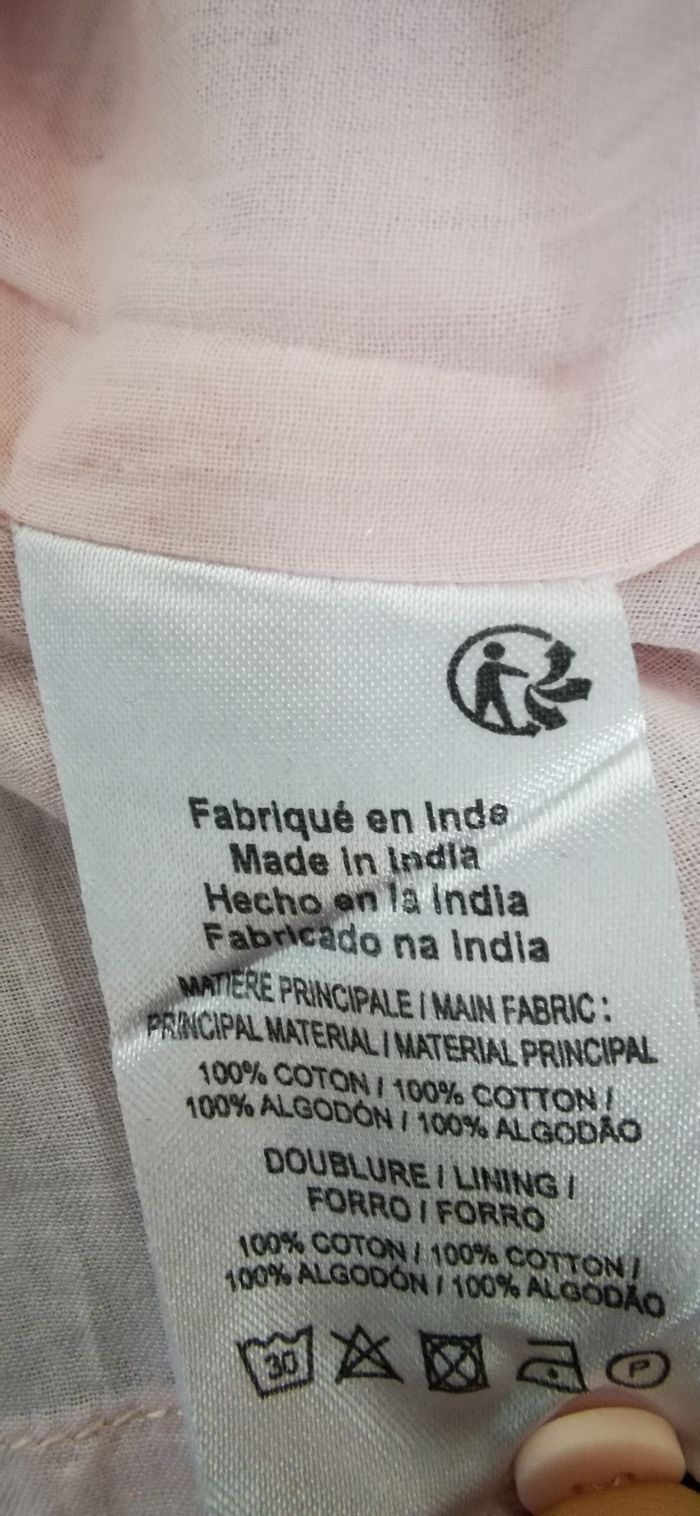 Fabriqué en Inde
Made in India
Hecho en la India
Fabricado na India
MATIÈRE PRINCIPALE / MAIN FABRIC :
PRINCIPAL MATERIAL / MATERIAL PRINCIPAL
100% COTON / 100% COTTON /
100% ALGODÓN / 100% ALGODÃO
DOUBLURE / LINING /
FORRO / FORRO
100% COTON / 100% COTTON /
100% ALGODÓN / 100% ALGODÃO
30 P